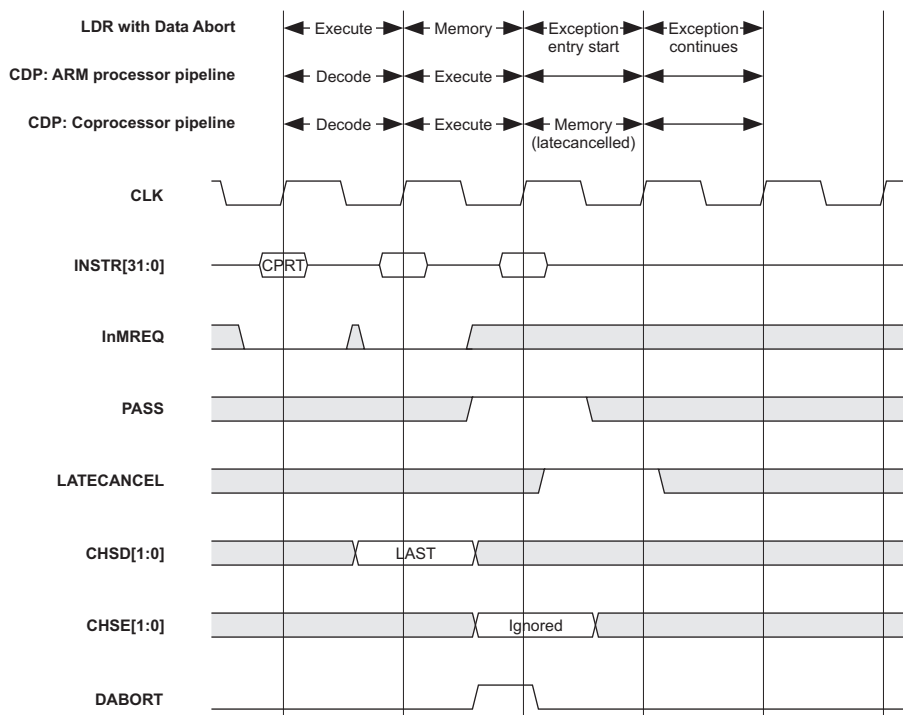 LDR with Data Abort Execute Memory Exception entry start Exception continues
CDP: ARM processor pipeline Decode Execute
CDP: Coprocessor pipeline Decode Execute Memory (latecancelled)
CLK
INSTR[31:0] CPRT
InMREQ
PASS
LATECANCEL
CHSD[1:0] LAST
CHSE[1:0] Ignored
DABORT